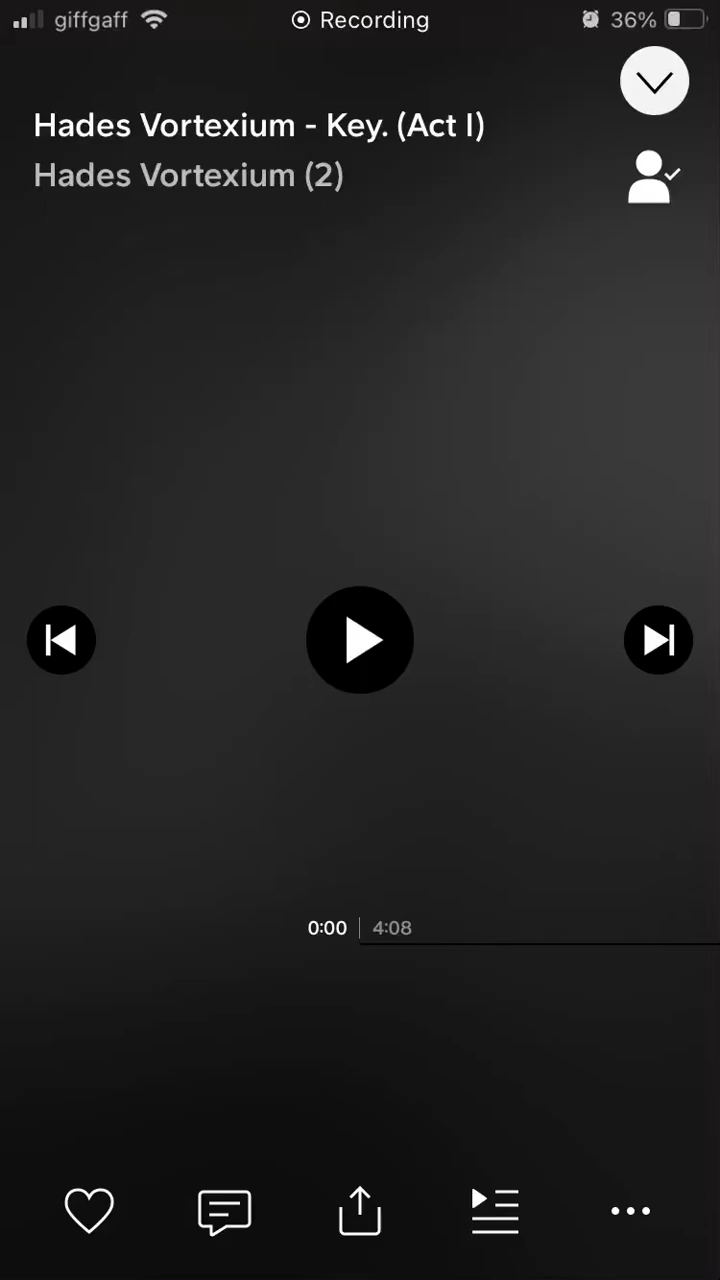 giffgaff Recording 36%
Hades Vortexium - Key. (Act I)
Hades Vortexium (2)
0:00 4:08